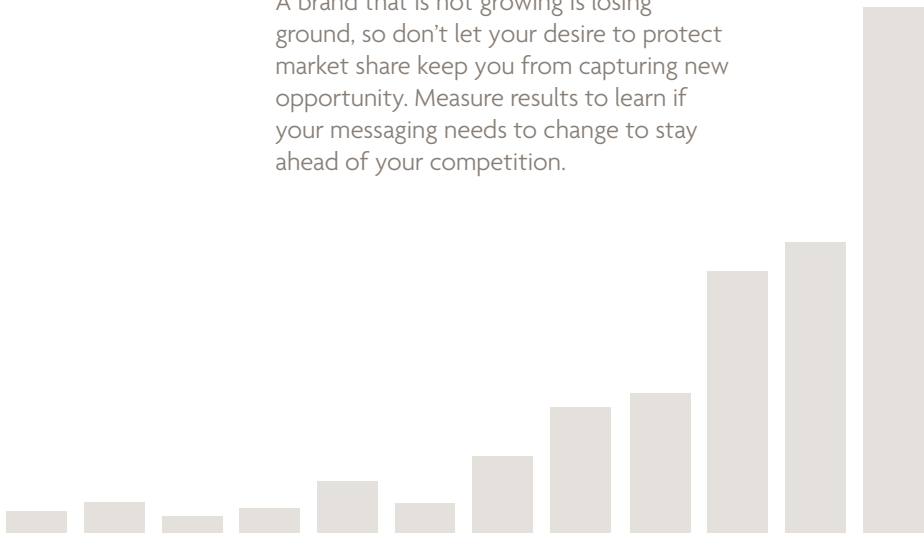 A brand that is not growing is losing
ground, so don’t let your desire to protect
market share keep you from capturing new
opportunity. Measure results to learn if
your messaging needs to change to stay
ahead of your competition.